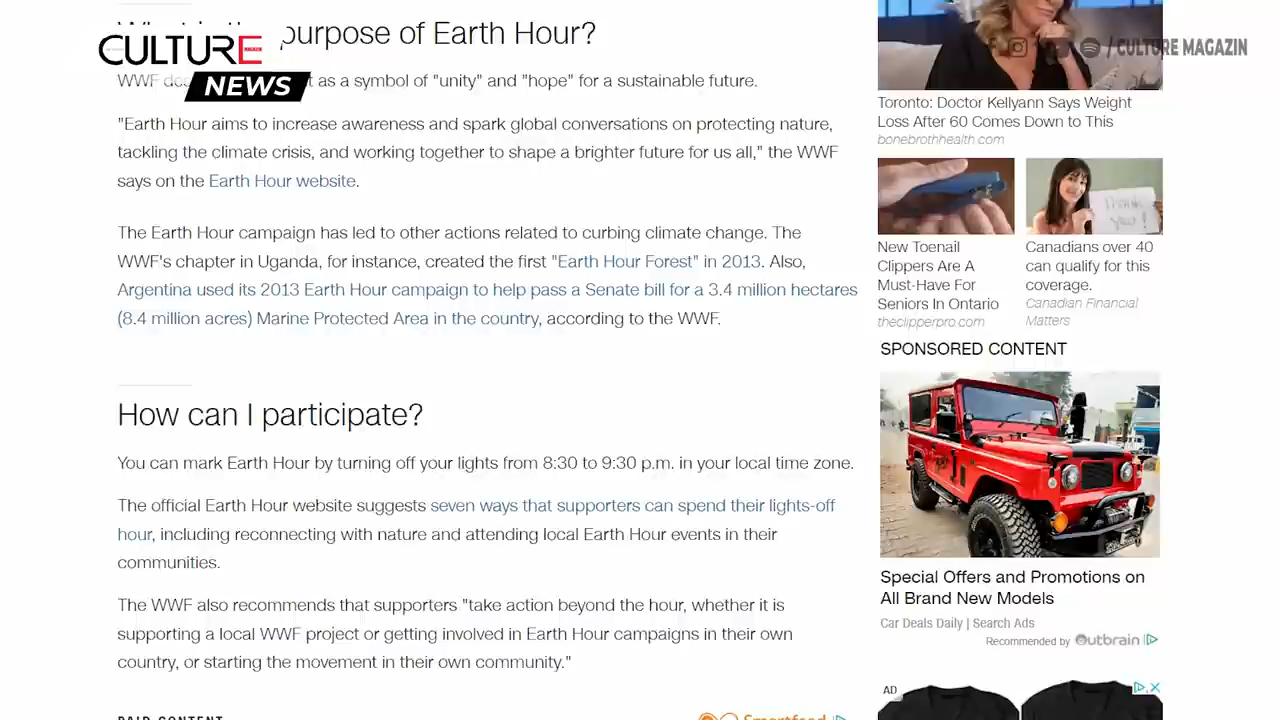 purpose of Earth Hour?
CULTURE
NEWS
/ CULTURE MAGAZIN
WWF as a symbol of "unity" and "hope" for a sustainable future.
"Earth Hour aims to increase awareness and spark global conversations on protecting nature,
tackling the climate crisis, and working together to shape a brighter future for us all," the WWF
says on the Earth Hour website.
The Earth Hour campaign has led to other actions related to curbing climate change. The
WWF's chapter in Uganda, for instance, created the first "Earth Hour Forest" in 2013. Also,
Argentina used its 2013 Earth Hour campaign to help pass a Senate bill for a 3.4 million hectares
(8.4 million acres) Marine Protected Area in the country, according to the WWF.
How can I participate?
You can mark Earth Hour by turning off your lights from 8:30 to 9:30 p.m. in your local time zone.
The official Earth Hour website suggests seven ways that supporters can spend their lights-off
hour, including reconnecting with nature and attending local Earth Hour events in their
communities.
The WWF also recommends that supporters "take action beyond the hour, whether it is
supporting a local WWF project or getting involved in Earth Hour campaigns in their own
country, or starting the movement in their own community."
PAID CONTENT
Smartfeed
Toronto: Doctor Kellyann Says Weight
Loss After 60 Comes Down to This
bonebrothhealth.com
THANK
YOU!
New Toenail
Clippers Are A
Must-Have For
Seniors In Ontario
theclipperpro.com
Canadians over 40
can qualify for this
coverage.
Canadian Financial
Matters
SPONSORED CONTENT
Special Offers and Promotions on
All Brand New Models
Car Deals Daily | Search Ads
Recommended by Outbrain
AD